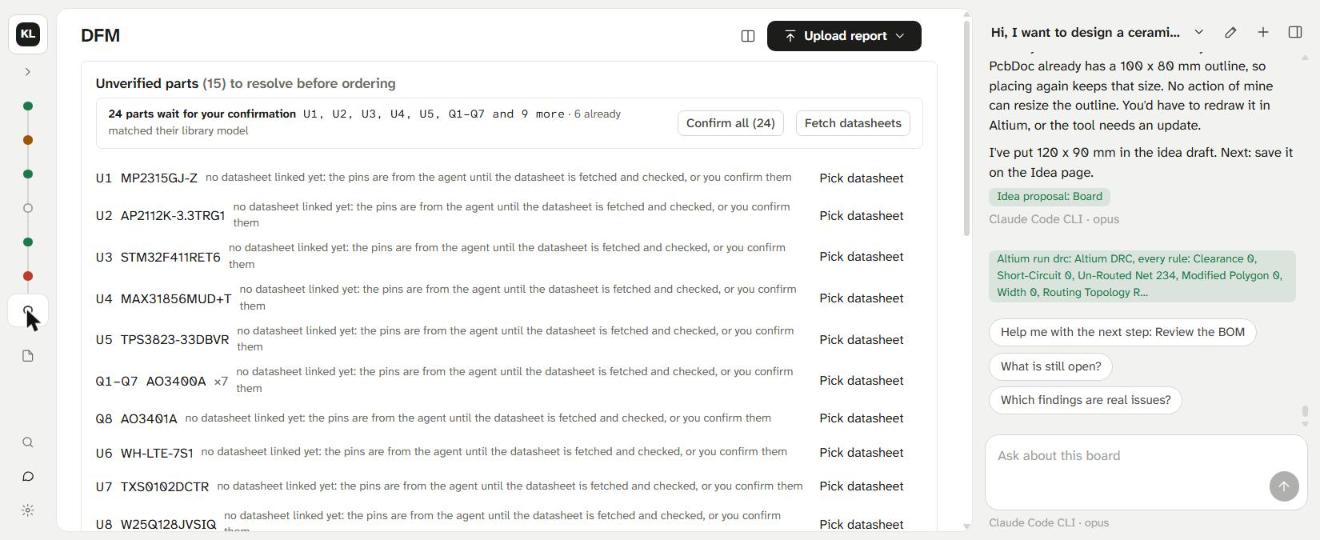 KL
DFM
Upload report
Unverified parts (15) to resolve before ordering
24 parts wait for your confirmation U1, U2, U3, U4, U5, Q1–Q7 and 9 more · 6 already
matched their library model
Confirm all (24)
Fetch datasheets
U1 MP2315GJ-Z no datasheet linked yet: the pins are from the agent until the datasheet is fetched and checked, or you confirm them Pick datasheet
U2 AP2112K-3.3TRG1 no datasheet linked yet: the pins are from the agent until the datasheet is fetched and checked, or you confirm
them Pick datasheet
U3 STM32F411RET6 no datasheet linked yet: the pins are from the agent until the datasheet is fetched and checked, or you confirm
them Pick datasheet
U4 MAX31856MUD+T no datasheet linked yet: the pins are from the agent until the datasheet is fetched and checked, or you confirm
them Pick datasheet
U5 TPS3823-33DBVR no datasheet linked yet: the pins are from the agent until the datasheet is fetched and checked, or you confirm
them Pick datasheet
Q1–Q7 AO3400A ×7 no datasheet linked yet: the pins are from the agent until the datasheet is fetched and checked, or you confirm
them Pick datasheet
Q8 AO3401A no datasheet linked yet: the pins are from the agent until the datasheet is fetched and checked, or you confirm them Pick datasheet
U6 WH-LTE-7S1 no datasheet linked yet: the pins are from the agent until the datasheet is fetched and checked, or you confirm them Pick datasheet
U7 TXS0102DCTR no datasheet linked yet: the pins are from the agent until the datasheet is fetched and checked, or you confirm them Pick datasheet
U8 W25Q128JVSIQ no datasheet linked yet: the pins are from the agent until the datasheet is fetched and checked, or you confirm
them Pick datasheet
Hi, I want to design a cerami...
PcbDoc already has a 100 x 80 mm outline, so
placing again keeps that size. No action of mine
can resize the outline. You'd have to redraw it in
Altium, or the tool needs an update.
I've put 120 x 90 mm in the idea draft. Next: save it
on the Idea page.
Idea proposal: Board
Claude Code CLI · opus
Altium run drc: Altium DRC, every rule: Clearance 0,
Short-Circuit 0, Un-Routed Net 234, Modified Polygon 0,
Width 0, Routing Topology R...
Help me with the next step: Review the BOM
What is still open?
Which findings are real issues?
Ask about this board
Claude Code CLI · opus